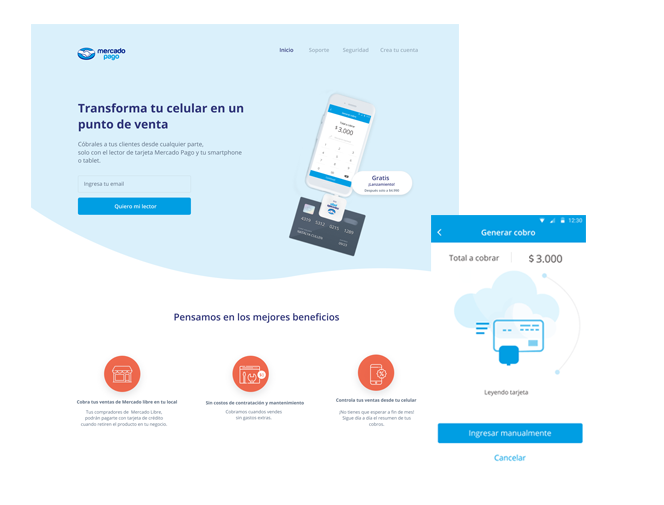 mercado
pago
Inicio
Soporte
Seguridad
Crea tu cuenta
Transforma tu celular en un
punto de venta
Cóbrales a tus clientes desde cualquier parte,
solo con el lector de tarjeta Mercado Pago y tu smartphone
o tablet.
Ingresa tu email
Quiero mi lector
$ 3.000
Gratis
¡Lanzamiento!
12:30
Generar cobro
Total a cobrar
$ 3.000
Leyendo tarjeta
Ingresar manualmente
Cancelar
Pensamos en los mejores beneficios
Cobra tus ventas de Mercado libre en tu local
Tus compradores de Mercado Libre,
podrán pagarte con tarjeta de crédito
cuando retiren el producto en tu negocio.
Sin costos de contratación y mantenimiento
Cobramos cuando vendes
sin gastos extras.
Controla tus ventas desde tu celular
¡No tienes que esperar a fin de mes!
Sigue día a día el resumen de tus
cobros.